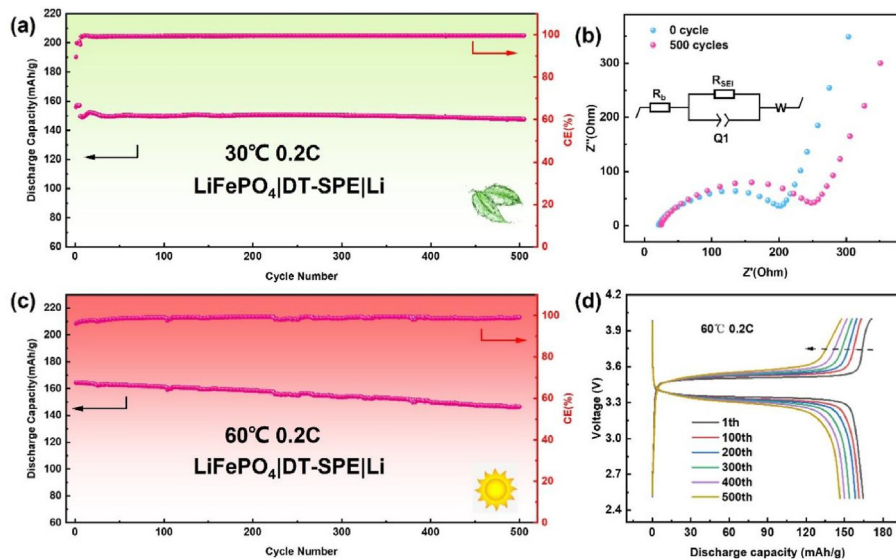 (a)
220
200
180
160
140
120
100
80
60
0
100
200
300
400
500
100
80
60
40
20
0
Discharge Capacity(mAh/g)
CE(%)
30℃ 0.2C
LiFePO₄|DT-SPE|Li
Cycle Number
(b)
0 cycle
500 cycles
R_b
R_SEI
Q1
W
350
300
250
200
150
100
50
0
0
100
200
300
Z''(Ohm)
Z'(Ohm)
(c)
220
200
180
160
140
120
100
80
60
0
100
200
300
400
500
100
80
60
40
20
0
Discharge Capacity(mAh/g)
CE(%)
60℃ 0.2C
LiFePO₄|DT-SPE|Li
Cycle Number
(d)
60℃ 0.2C
4.2
3.9
3.6
3.3
3.0
2.7
2.4
Voltage (V)
1th
100th
200th
300th
400th
500th
0
30
60
90
120
150
180
Discharge capacity (mAh/g)